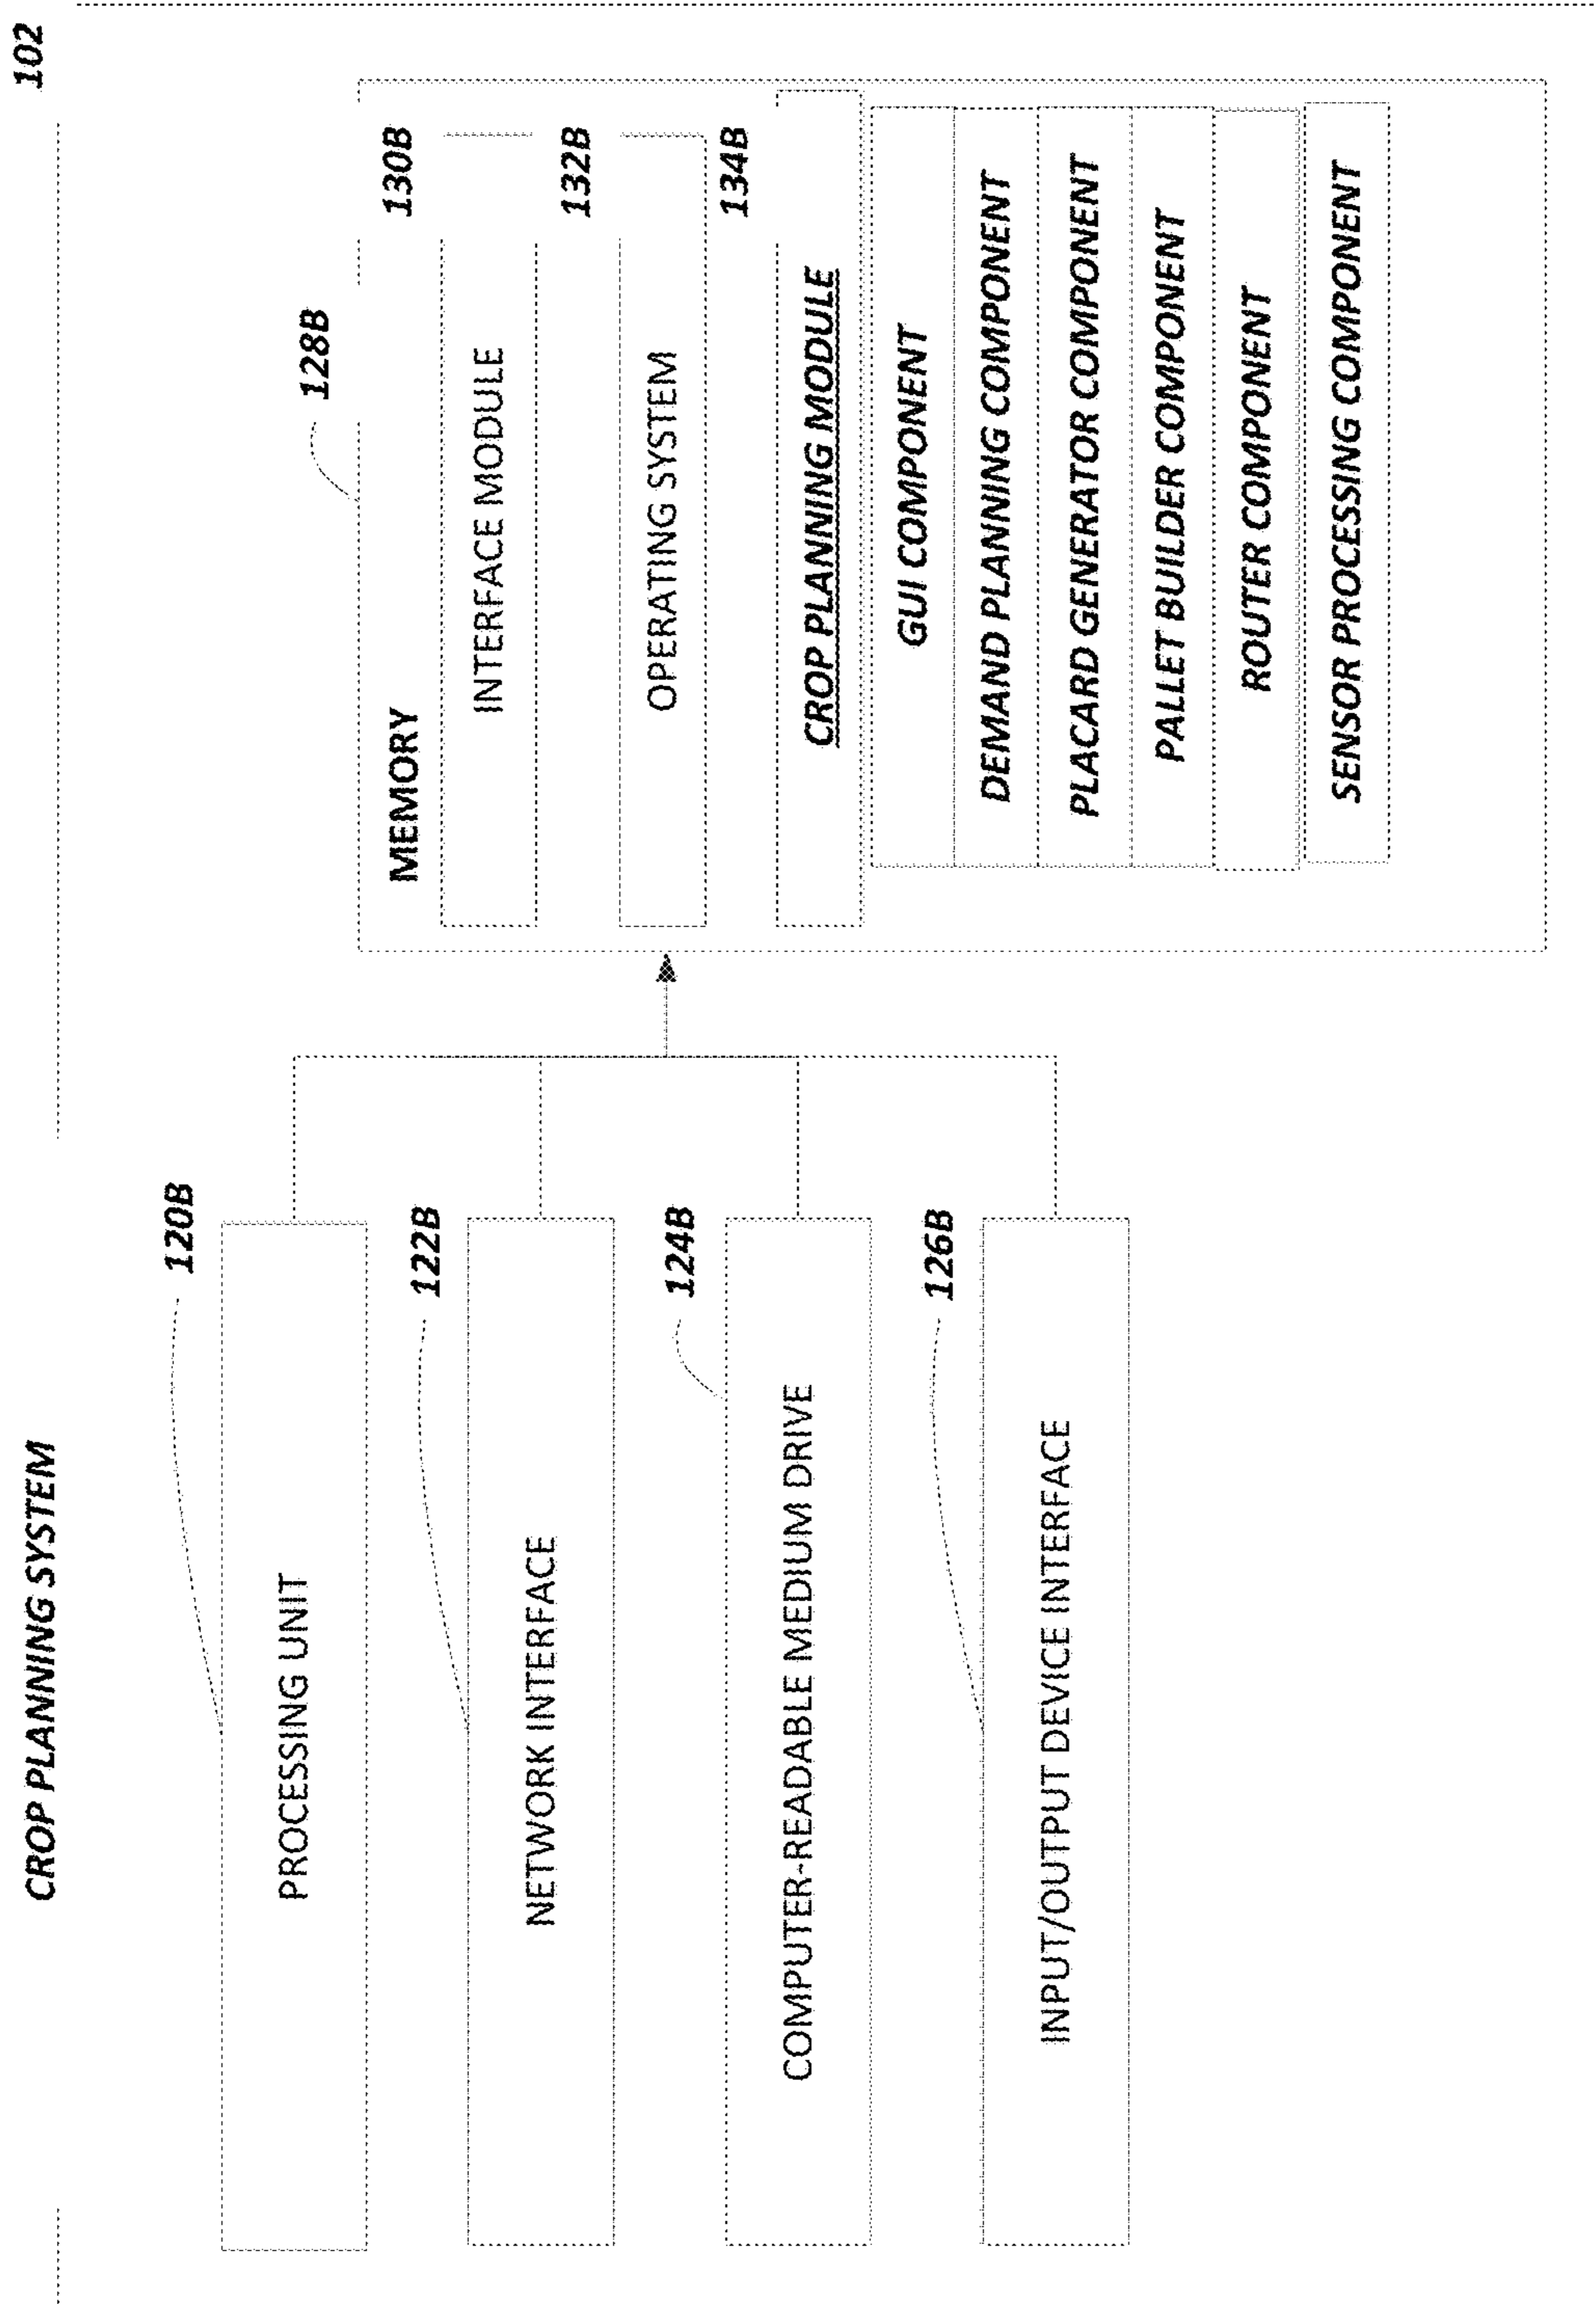 CROP PLANNING SYSTEM
102
120B
PROCESSING UNIT
122B
NETWORK INTERFACE
124B
COMPUTER-READABLE MEDIUM DRIVE
126B
INPUT/OUTPUT DEVICE INTERFACE
128B
MEMORY
130B
INTERFACE MODULE
132B
OPERATING SYSTEM
134B
CROP PLANNING MODULE
GUI COMPONENT
DEMAND PLANNING COMPONENT
PLACARD GENERATOR COMPONENT
PALLET BUILDER COMPONENT
ROUTER COMPONENT
SENSOR PROCESSING COMPONENT